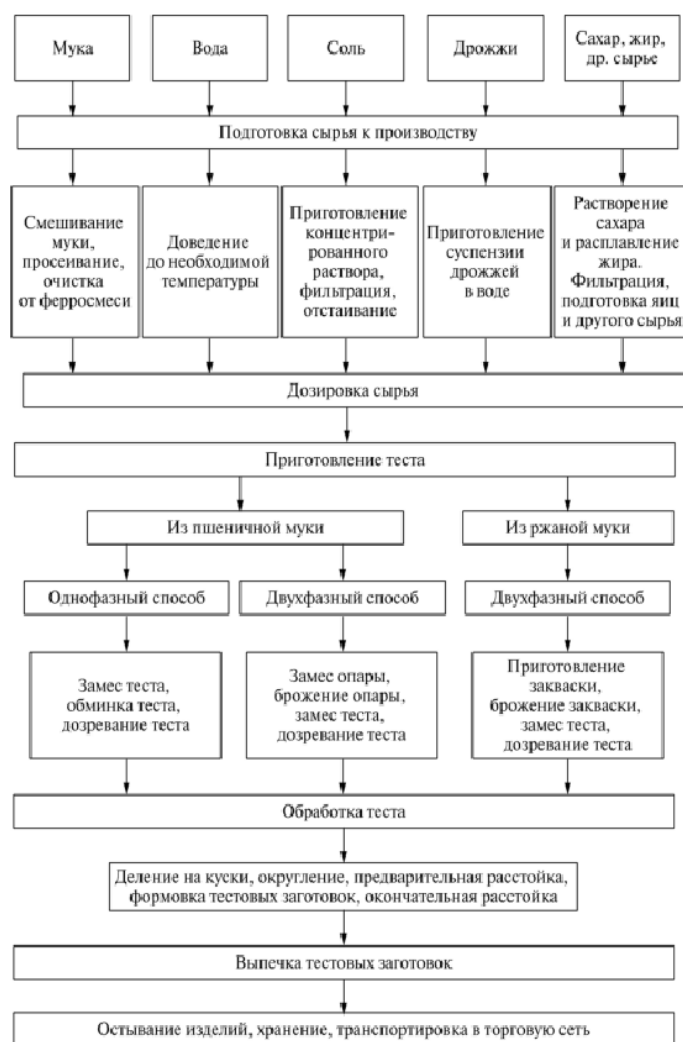 Мука
Вода
Соль
Дрожжи
Сахар, жир,
др. сырье
Подготовка сырья к производству
Смешивание
муки,
просеивание,
очистка
от ферросмеси
Доведение
до необходимой
температуры
Приготовление
концентри-
рованного
раствора,
фильтрация,
отстаивание
Приготовление
суспензии
дрожжей
в воде
Растворение
сахара
и расплавление
жира.
Фильтрация,
подготовка яиц
и другого сырья
Дозировка сырья
Приготовление теста
Из пшеничной муки
Из ржаной муки
Однофазный способ
Двухфазный способ
Двухфазный способ
Замес теста,
обминка теста,
дозревание теста
Замес опары,
брожение опары,
замес теста,
дозревание теста
Приготовление
закваски,
брожение закваски,
замес теста,
дозревание теста
Обработка теста
Деление на куски, округление, предварительная расстойка,
формовка тестовых заготовок, окончательная расстойка
Выпечка тестовых заготовок
Остывание изделий, хранение, транспортировка в торговую сеть